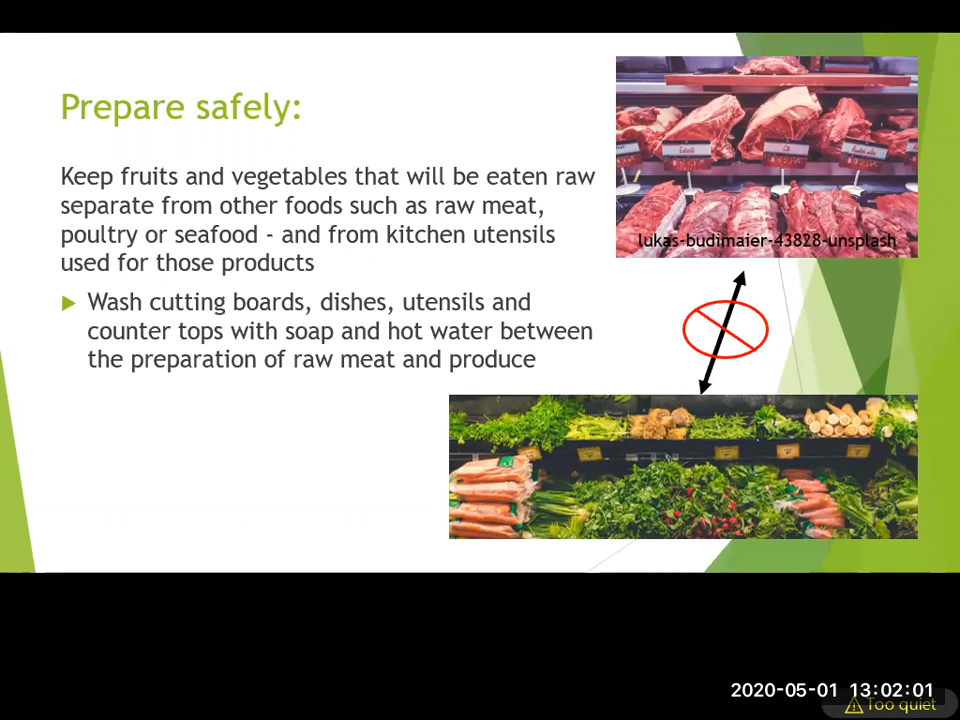 Prepare safely:
Keep fruits and vegetables that will be eaten raw
separate from other foods such as raw meat,
poultry or seafood - and from kitchen utensils
used for those products
Wash cutting boards, dishes, utensils and
counter tops with soap and hot water between
the preparation of raw meat and produce
lukas-budimaier-43828-unsplash
2020-05-01 13:02:01
Too quiet